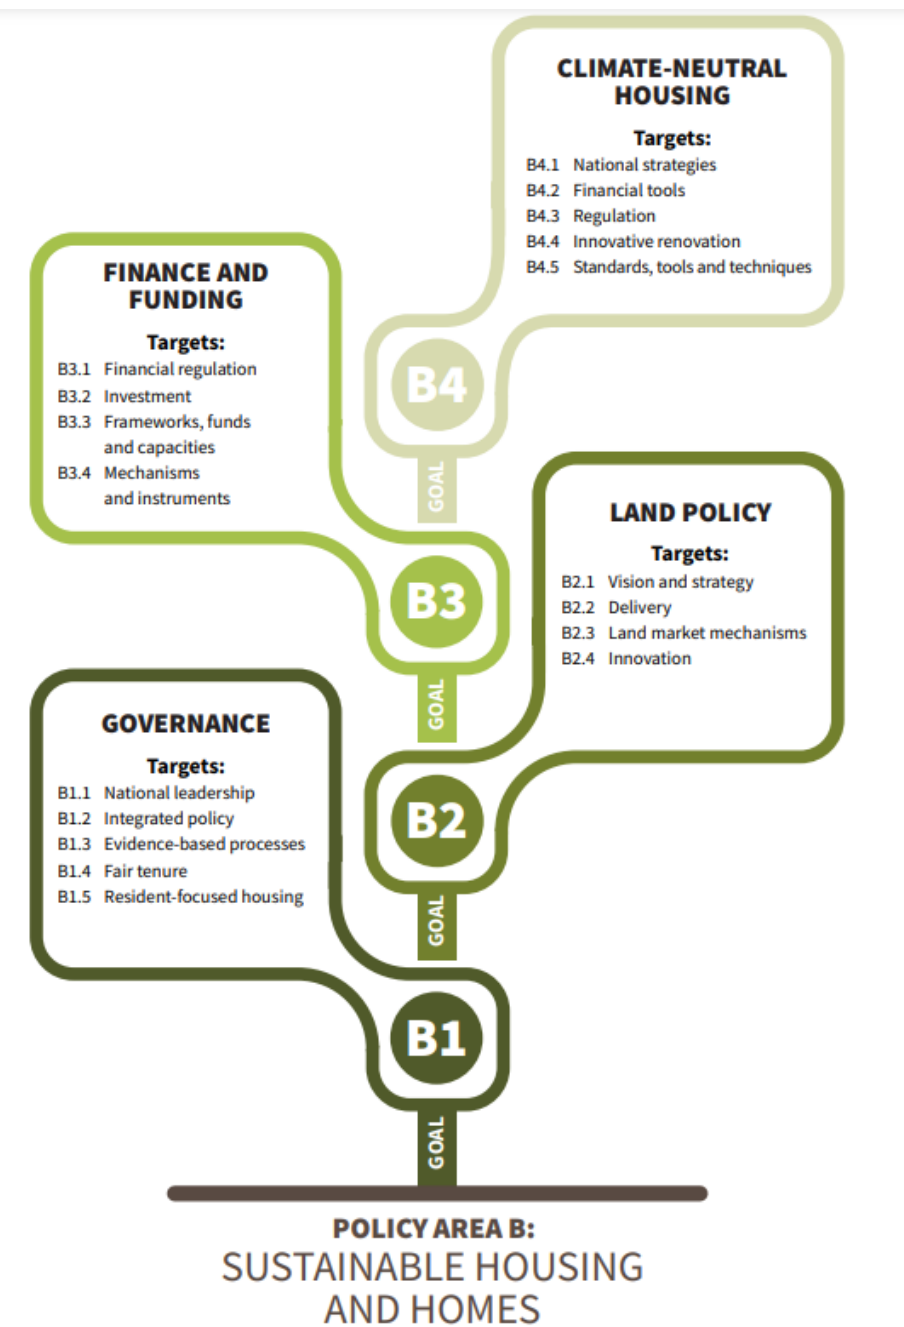 CLIMATE-NEUTRAL
HOUSING
Targets:
B4.1 National strategies
B4.2 Financial tools
B4.3 Regulation
B4.4 Innovative renovation
B4.5 Standards, tools and techniques
B4
GOAL
FINANCE AND
FUNDING
Targets:
B3.1 Financial regulation
B3.2 Investment
B3.3 Frameworks, funds
and capacities
B3.4 Mechanisms
and instruments
B3
GOAL
LAND POLICY
Targets:
B2.1 Vision and strategy
B2.2 Delivery
B2.3 Land market mechanisms
B2.4 Innovation
B2
GOAL
GOVERNANCE
Targets:
B1.1 National leadership
B1.2 Integrated policy
B1.3 Evidence-based processes
B1.4 Fair tenure
B1.5 Resident-focused housing
B1
GOAL
POLICY AREA B:
SUSTAINABLE HOUSING
AND HOMES